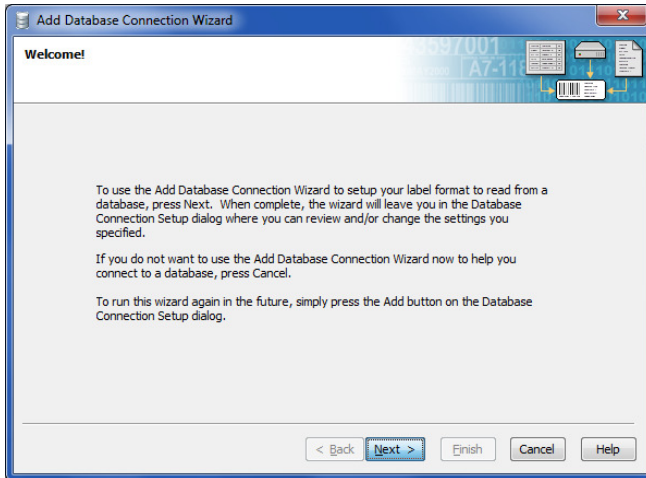 Add Database Connection Wizard
Welcome!
597001
A7-118
To use the Add Database Connection Wizard to setup your label format to read from a
database, press Next. When complete, the wizard will leave you in the Database
Connection Setup dialog where you can review and/or change the settings you
specified.
If you do not want to use the Add Database Connection Wizard now to help you
connect to a database, press Cancel.
To run this wizard again in the future, simply press the Add button on the Database
Connection Setup dialog.
< Back Next > Finish Cancel Help